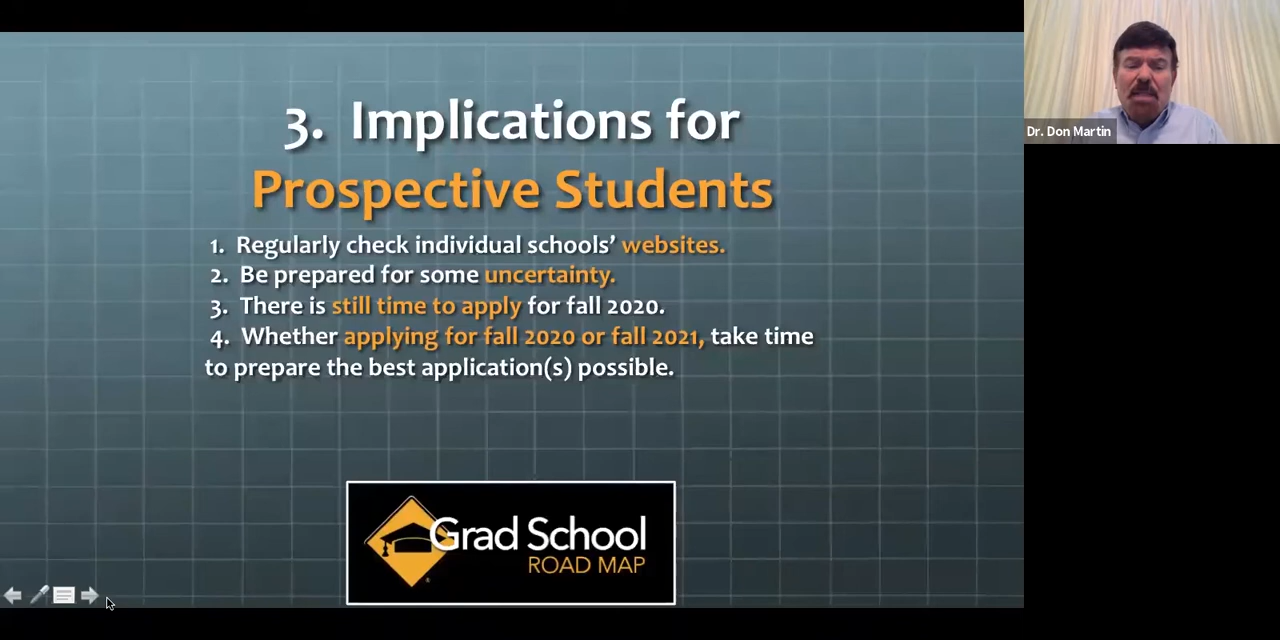 3. Implications for
Prospective Students
1. Regularly check individual schools’ websites.
2. Be prepared for some uncertainty.
3. There is still time to apply for fall 2020.
4. Whether applying for fall 2020 or fall 2021, take time
to prepare the best application(s) possible.
Grad School
ROAD MAP
Dr. Don Martin